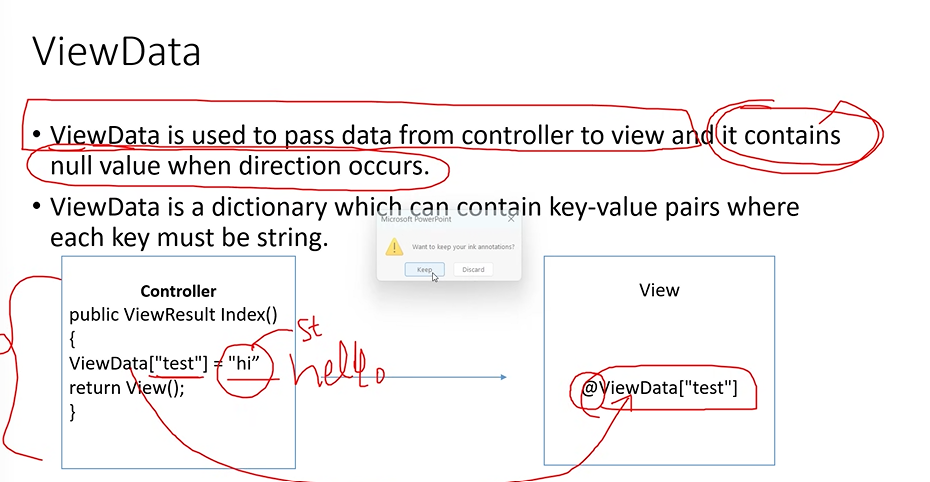 ViewData
• ViewData is used to pass data from controller to view and it contains
null value when direction occurs.
• ViewData is a dictionary which can contain key-value pairs where
each key must be string.
Microsoft PowerPoint
Want to keep your ink annotations?
Keep
Discard
Controller
public ViewResult Index()
{
ViewData["test"] = "hi”
return View();
}
st
hello
View
@ViewData["test"]